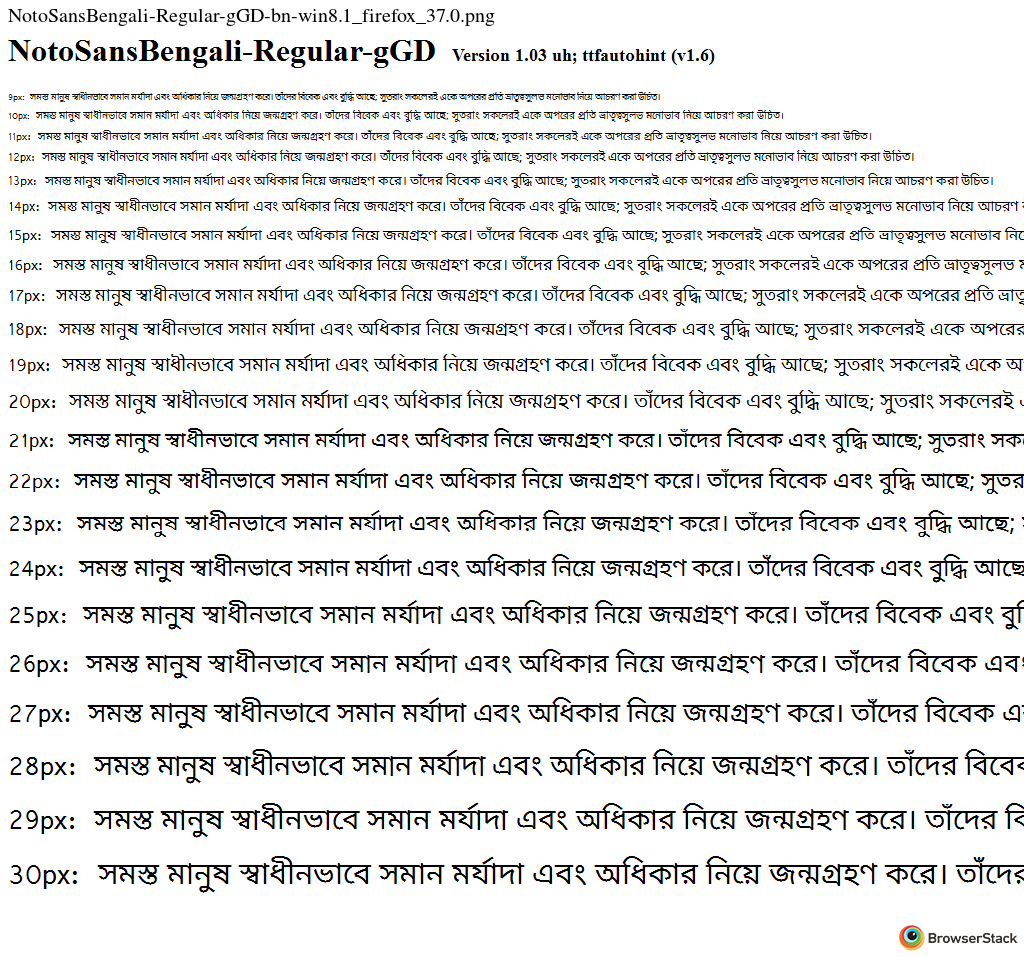 NotoSansBengali-Regular-gGD-bn-win8.1_firefox_37.0.png
NotoSansBengali-Regular-gGD Version 1.03 uh; ttfautohint (v1.6)
9px: সমস্ত মানুষ স্বাধীনভাবে সমান মর্যাদা এবং অধিকার নিয়ে জন্মগ্রহণ করে। তাঁদের বিবেক এবং বুদ্ধি আছে; সুতরাং সকলেরই একে অপরের প্রতি ভ্রাতৃত্বসুলভ মনোভাব নিয়ে আচরণ করা উচিত।
10px: সমস্ত মানুষ স্বাধীনভাবে সমান মর্যাদা এবং অধিকার নিয়ে জন্মগ্রহণ করে। তাঁদের বিবেক এবং বুদ্ধি আছে; সুতরাং সকলেরই একে অপরের প্রতি ভ্রাতৃত্বসুলভ মনোভাব নিয়ে আচরণ করা উচিত।
11px: সমস্ত মানুষ স্বাধীনভাবে সমান মর্যাদা এবং অধিকার নিয়ে জন্মগ্রহণ করে। তাঁদের বিবেক এবং বুদ্ধি আছে; সুতরাং সকলেরই একে অপরের প্রতি ভ্রাতৃত্বসুলভ মনোভাব নিয়ে আচরণ করা উচিত।
12px: সমস্ত মানুষ স্বাধীনভাবে সমান মর্যাদা এবং অধিকার নিয়ে জন্মগ্রহণ করে। তাঁদের বিবেক এবং বুদ্ধি আছে; সুতরাং সকলেরই একে অপরের প্রতি ভ্রাতৃত্বসুলভ মনোভাব নিয়ে আচরণ করা উচিত।
13px: সমস্ত মানুষ স্বাধীনভাবে সমান মর্যাদা এবং অধিকার নিয়ে জন্মগ্রহণ করে। তাঁদের বিবেক এবং বুদ্ধি আছে; সুতরাং সকলেরই একে অপরের প্রতি ভ্রাতৃত্বসুলভ মনোভাব নিয়ে আচরণ করা উচিত।
14px: সমস্ত মানুষ স্বাধীনভাবে সমান মর্যাদা এবং অধিকার নিয়ে জন্মগ্রহণ করে। তাঁদের বিবেক এবং বুদ্ধি আছে; সুতরাং সকলেরই একে অপরের প্রতি ভ্রাতৃত্বসুলভ মনোভাব নিয়ে আচরণ
15px: সমস্ত মানুষ স্বাধীনভাবে সমান মর্যাদা এবং অধিকার নিয়ে জন্মগ্রহণ করে। তাঁদের বিবেক এবং বুদ্ধি আছে; সুতরাং সকলেরই একে অপরের প্রতি ভ্রাতৃত্বসুলভ মনোভাব
16px: সমস্ত মানুষ স্বাধীনভাবে সমান মর্যাদা এবং অধিকার নিয়ে জন্মগ্রহণ করে। তাঁদের বিবেক এবং বুদ্ধি আছে; সুতরাং সকলেরই একে অপরের প্রতি ভ্রাতৃত্বসুলভ
17px: সমস্ত মানুষ স্বাধীনভাবে সমান মর্যাদা এবং অধিকার নিয়ে জন্মগ্রহণ করে। তাঁদের বিবেক এবং বুদ্ধি আছে; সুতরাং সকলেরই একে অপরের প্রতি
18px: সমস্ত মানুষ স্বাধীনভাবে সমান মর্যাদা এবং অধিকার নিয়ে জন্মগ্রহণ করে। তাঁদের বিবেক এবং বুদ্ধি আছে; সুতরাং সকলেরই একে অপরের
19px: সমস্ত মানুষ স্বাধীনভাবে সমান মর্যাদা এবং অধিকার নিয়ে জন্মগ্রহণ করে। তাঁদের বিবেক এবং বুদ্ধি আছে; সুতরাং সকলেরই একে
20px: সমস্ত মানুষ স্বাধীনভাবে সমান মর্যাদা এবং অধিকার নিয়ে জন্মগ্রহণ করে। তাঁদের বিবেক এবং বুদ্ধি আছে; সুতরাং সকলেরই
21px: সমস্ত মানুষ স্বাধীনভাবে সমান মর্যাদা এবং অধিকার নিয়ে জন্মগ্রহণ করে। তাঁদের বিবেক এবং বুদ্ধি আছে; সুতরাং
22px: সমস্ত মানুষ স্বাধীনভাবে সমান মর্যাদা এবং অধিকার নিয়ে জন্মগ্রহণ করে। তাঁদের বিবেক এবং বুদ্ধি আছে;
23px: সমস্ত মানুষ স্বাধীনভাবে সমান মর্যাদা এবং অধিকার নিয়ে জন্মগ্রহণ করে। তাঁদের বিবেক এবং বুদ্ধি আছে;
24px: সমস্ত মানুষ স্বাধীনভাবে সমান মর্যাদা এবং অধিকার নিয়ে জন্মগ্রহণ করে। তাঁদের বিবেক এবং বুদ্ধি আছে
25px: সমস্ত মানুষ স্বাধীনভাবে সমান মর্যাদা এবং অধিকার নিয়ে জন্মগ্রহণ করে। তাঁদের বিবেক এবং
26px: সমস্ত মানুষ স্বাধীনভাবে সমান মর্যাদা এবং অধিকার নিয়ে জন্মগ্রহণ করে। তাঁদের বিবেক এবং
27px: সমস্ত মানুষ স্বাধীনভাবে সমান মর্যাদা এবং অধিকার নিয়ে জন্মগ্রহণ করে। তাঁদের বিবেক
28px: সমস্ত মানুষ স্বাধীনভাবে সমান মর্যাদা এবং অধিকার নিয়ে জন্মগ্রহণ করে। তাঁদের
29px: সমস্ত মানুষ স্বাধীনভাবে সমান মর্যাদা এবং অধিকার নিয়ে জন্মগ্রহণ করে। তাঁদের
30px: সমস্ত মানুষ স্বাধীনভাবে সমান মর্যাদা এবং অধিকার নিয়ে জন্মগ্রহণ করে। তাঁদের
BrowserStack